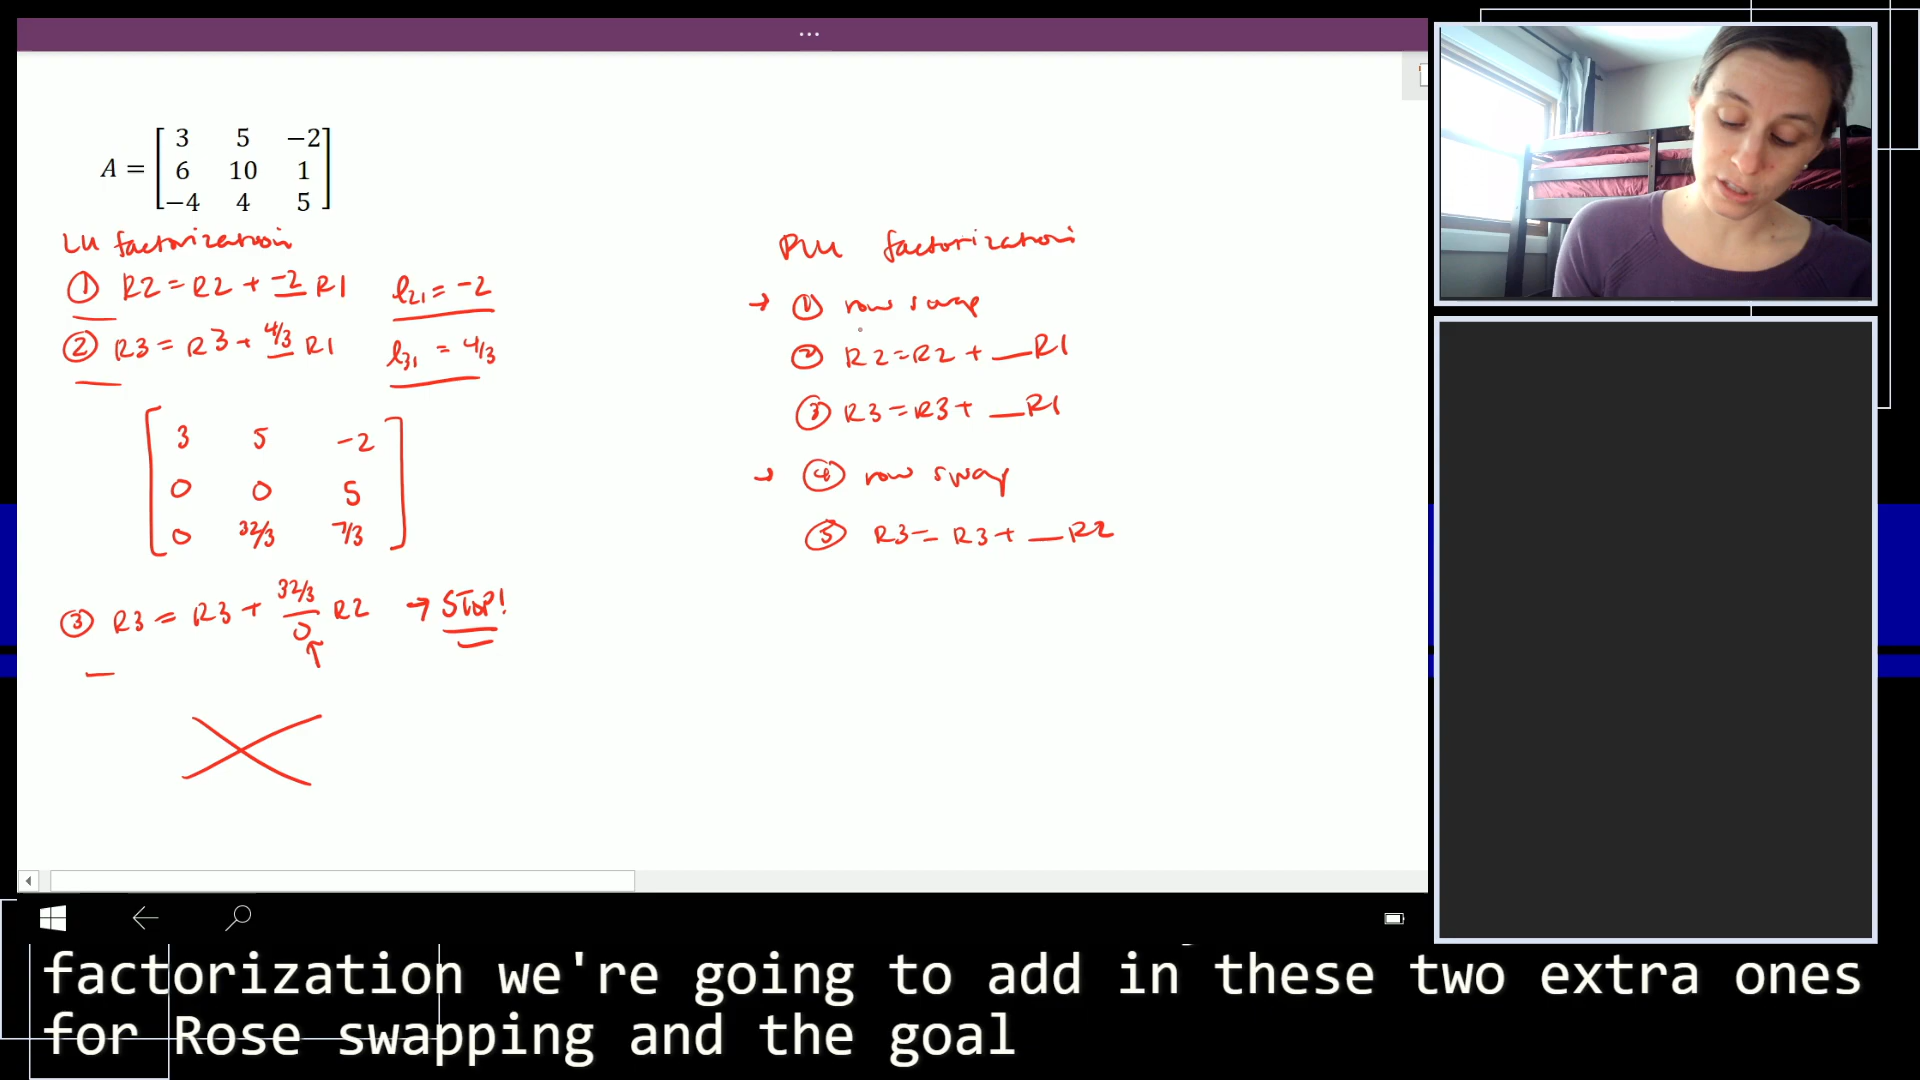 ...
A = [ 3 5 −2
6 10 1
−4 4 5 ]
LU factorization
① R2 = R2 + -2 R1 l21 = -2
② R3 = R3 + 4/3 R1 l31 = 4/3
[ 3 5 -2
0 0 5
0 32/3 7/3 ]
③ R3 = R3 + 32/3 / 0 R2 → STOP!
PLU factorization
→ ① row swap
② R2 = R2 + __ R1
③ R3 = R3 + __ R1
→ ④ row swap
⑤ R3 = R3 + __ R2
factorization we're going to add in these two extra ones
for Rose swapping and the goal